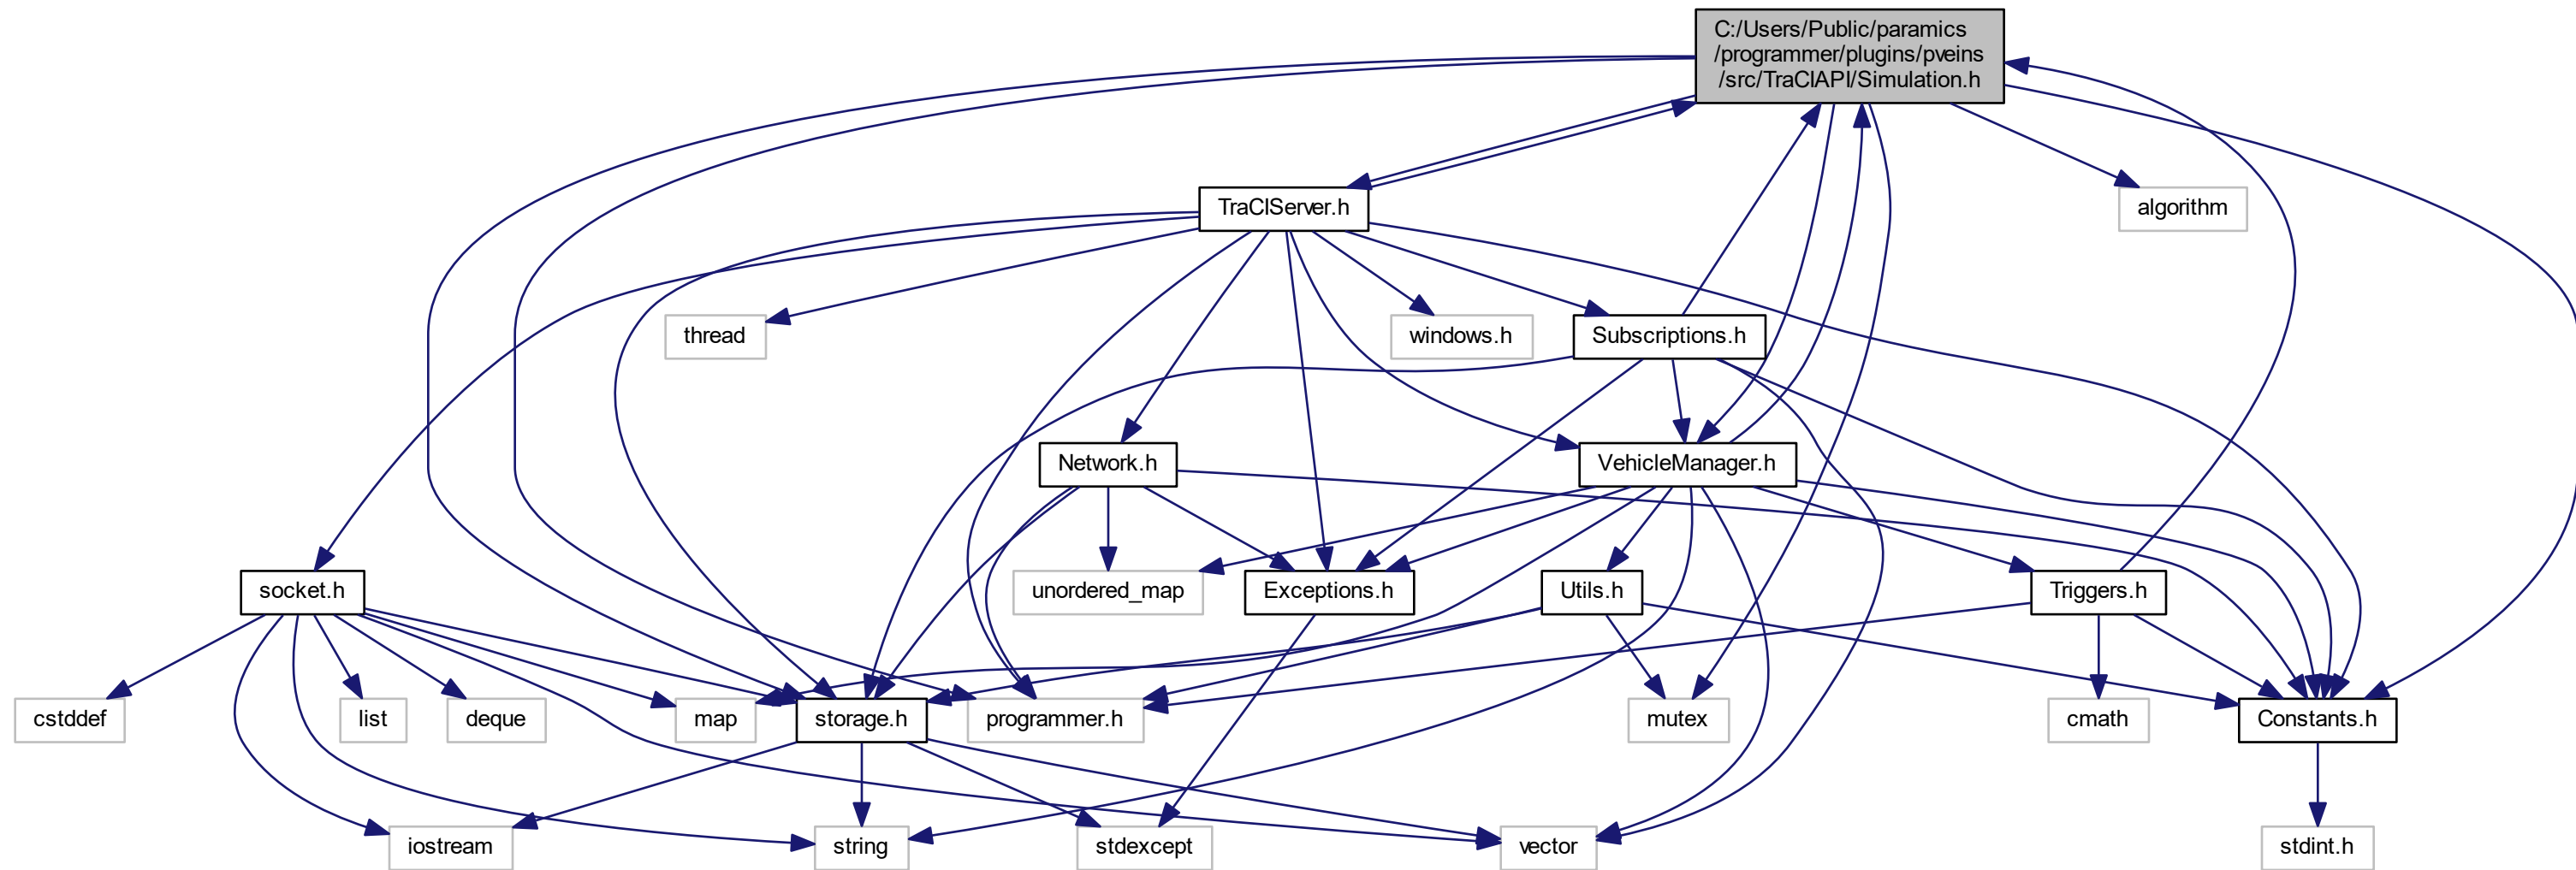 C:/Users/Public/paramics
/programmer/plugins/pveins
/src/TraCIAPI/Simulation.h
TraCIServer.h
algorithm
thread
windows.h
Subscriptions.h
Network.h
VehicleManager.h
socket.h
unordered_map
Exceptions.h
Utils.h
Triggers.h
cstddef
list
deque
map
storage.h
programmer.h
mutex
cmath
Constants.h
iostream
string
stdexcept
vector
stdint.h